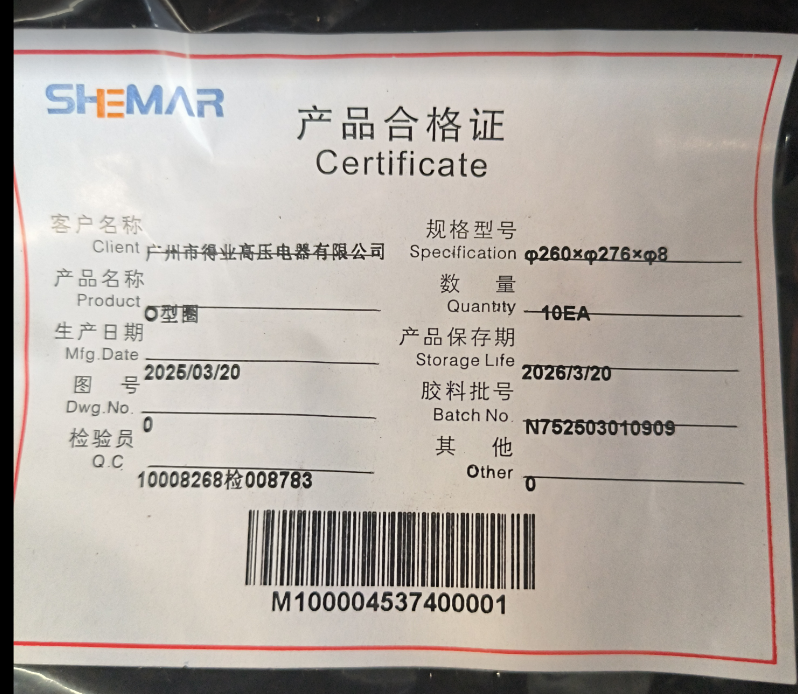 SHEMAR
产品合格证
Certificate
客户名称
Client 广州市得业高压电器有限公司
规格型号
Specification φ260×φ276×φ8
产品名称
Product O型圈
数 量
Quantity 10EA
生产日期
Mfg.Date 2025/03/20
产品保存期
Storage Life 2026/3/20
图 号
Dwg.No. 0
胶料批号
Batch No. N752503010909
检验员
Q.C 10008268检008783
其 他
Other 0
M100004537400001